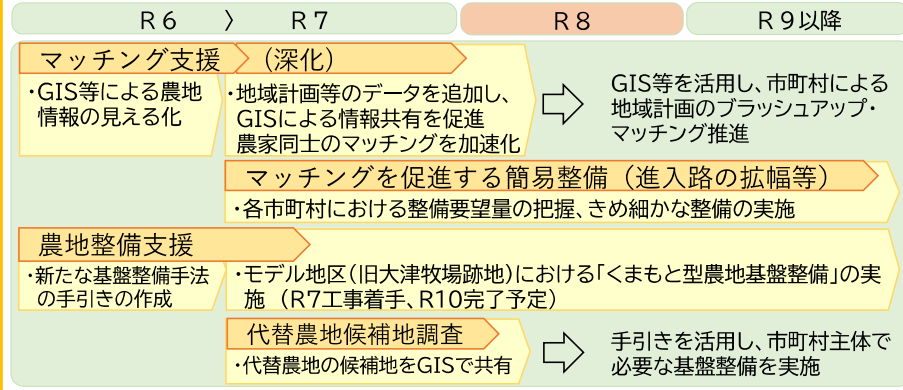 R6 〉 R7
R8
R9以降
マッチング支援
（深化）
・GIS等による農地
情報の見える化
・地域計画等のデータを追加し、
GISによる情報共有を促進
農家同士のマッチングを加速化
GIS等を活用し、市町村による
地域計画のブラッシュアップ・
マッチング推進
マッチングを促進する簡易整備（進入路の拡幅等）
・各市町村における整備要望量の把握、きめ細かな整備の実施
農地整備支援
・新たな基盤整備手法
の手引きの作成
・モデル地区(旧大津牧場跡地)における「くまもと型農地基盤整備」の実
施（R7工事着手、R10完了予定）
代替農地候補地調査
・代替農地の候補地をGISで共有
手引きを活用し、市町村主体で
必要な基盤整備を実施